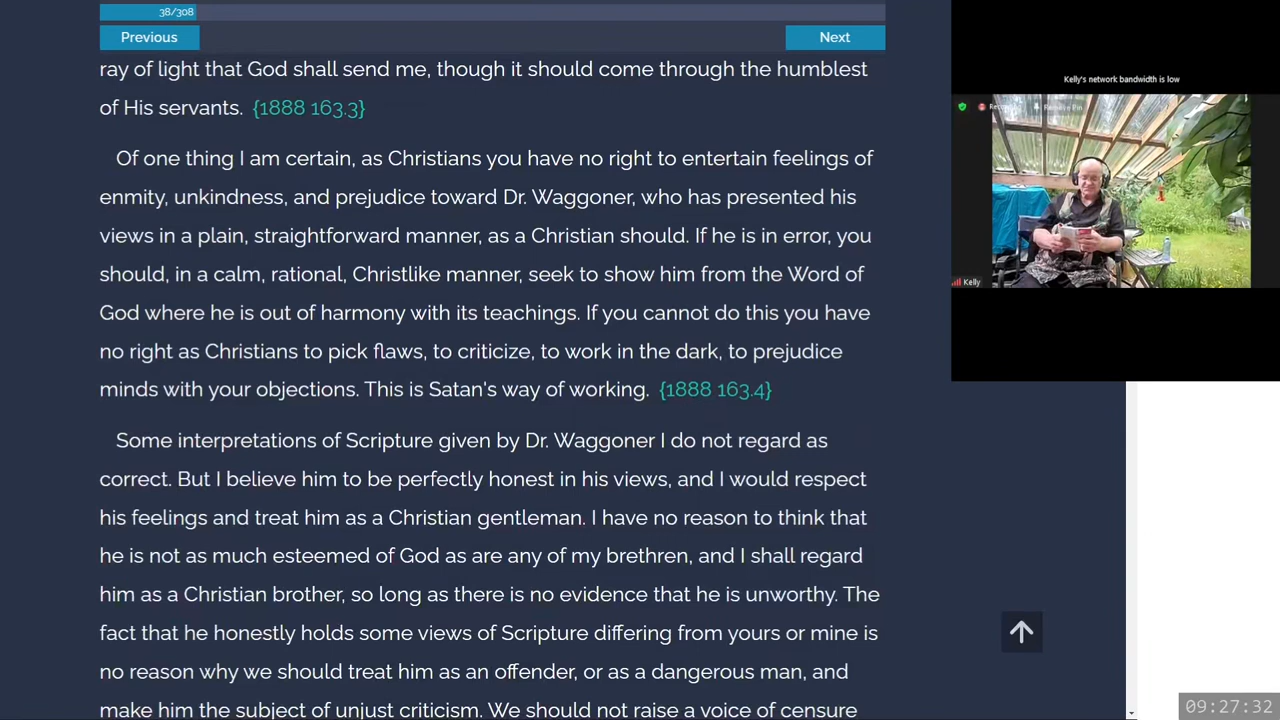 38/308
Previous
Next
ray of light that God shall send me, though it should come through the humblest
of His servants. {1888 163.3}
Of one thing I am certain, as Christians you have no right to entertain feelings of
enmity, unkindness, and prejudice toward Dr. Waggoner, who has presented his
views in a plain, straightforward manner, as a Christian should. If he is in error, you
should, in a calm, rational, Christlike manner, seek to show him from the Word of
God where he is out of harmony with its teachings. If you cannot do this you have
no right as Christians to pick flaws, to criticize, to work in the dark, to prejudice
minds with your objections. This is Satan's way of working. {1888 163.4}
Some interpretations of Scripture given by Dr. Waggoner I do not regard as
correct. But I believe him to be perfectly honest in his views, and I would respect
his feelings and treat him as a Christian gentleman. I have no reason to think that
he is not as much esteemed of God as are any of my brethren, and I shall regard
him as a Christian brother, so long as there is no evidence that he is unworthy. The
fact that he honestly holds some views of Scripture differing from yours or mine is
no reason why we should treat him as an offender, or as a dangerous man, and
make him the subject of unjust criticism. We should not raise a voice of censure
Kelly's network bandwidth is low
Remove Pin
Kelly
09:27:32